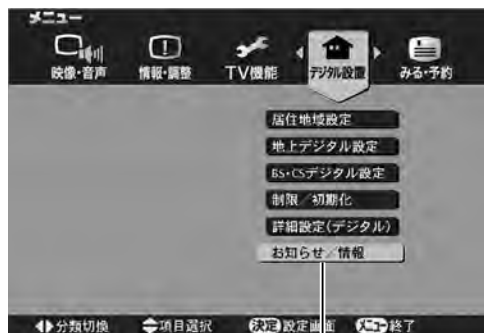 メニュー
映像・音声 情報・調整 TV機能 デジタル設置 みる・予約
居住地域設定
地上デジタル設定
BS・CSデジタル設定
制限／初期化
詳細設定(デジタル)
お知らせ／情報
分類切換 項目選択 決定 設定画面 メニュー 終了